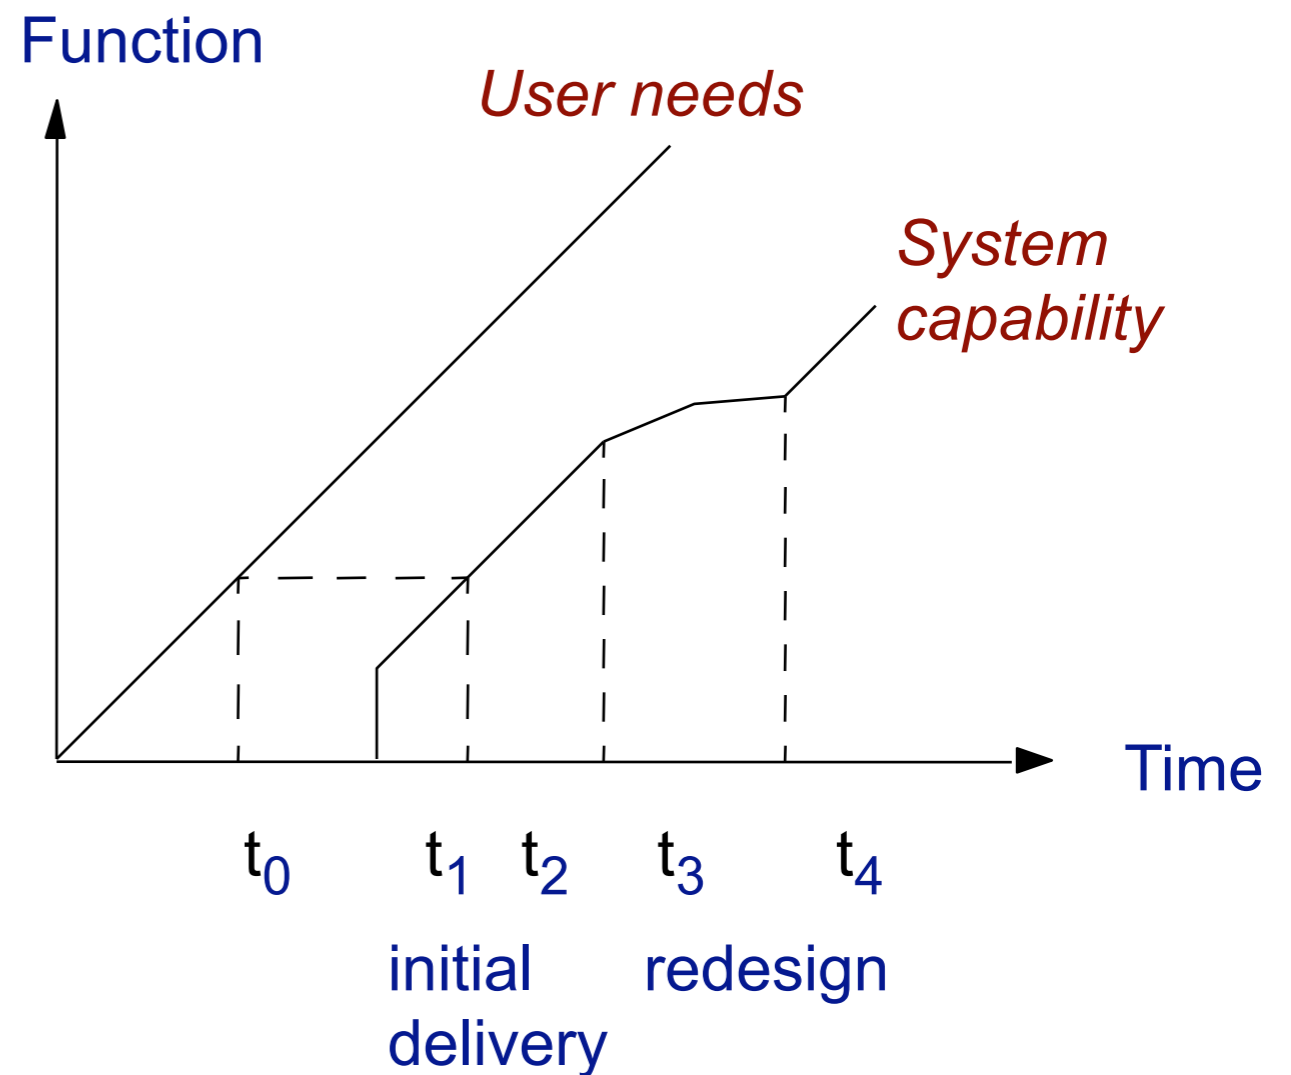 Function
User needs
System
capability
Time
t0 t1 t2 t3 t4
initial redesign
delivery